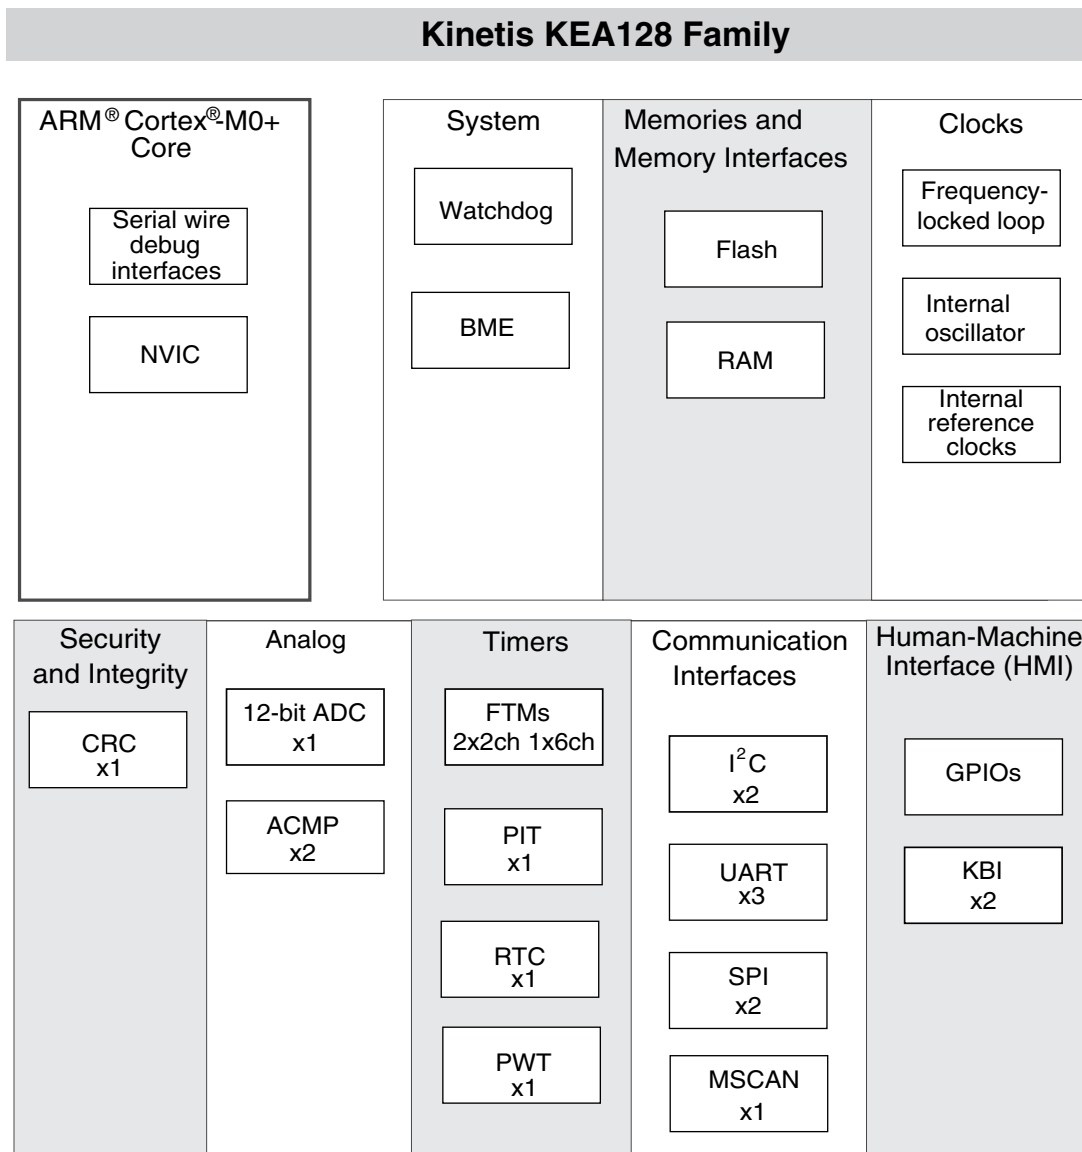 Kinetis KEA128 Family
ARM® Cortex®-M0+
Core
Serial wire
debug
interfaces
NVIC
System
Watchdog
BME
Memories and
Memory Interfaces
Flash
RAM
Clocks
Frequency-
locked loop
Internal
oscillator
Internal
reference
clocks
Security
and Integrity
CRC
x1
Analog
12-bit ADC
x1
ACMP
x2
Timers
FTMs
2x2ch 1x6ch
PIT
x1
RTC
x1
PWT
x1
Communication
Interfaces
I²C
x2
UART
x3
SPI
x2
MSCAN
x1
Human-Machine
Interface (HMI)
GPIOs
KBI
x2